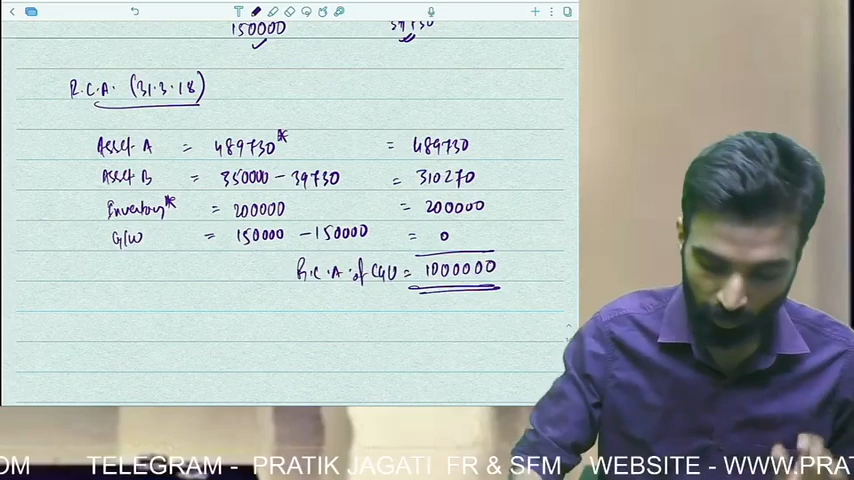 150000 39730
R.C.A. (31.3.18)
Asset A = 489730* = 489730
Asset B = 350000 - 39730 = 310270
Inventory* = 200000 = 200000
G/W = 150000 - 150000 = 0
R.C.A. of CGU = 1000000
OM TELEGRAM - PRATIK JAGATI FR & SFM WEBSITE - WWW.PRAT